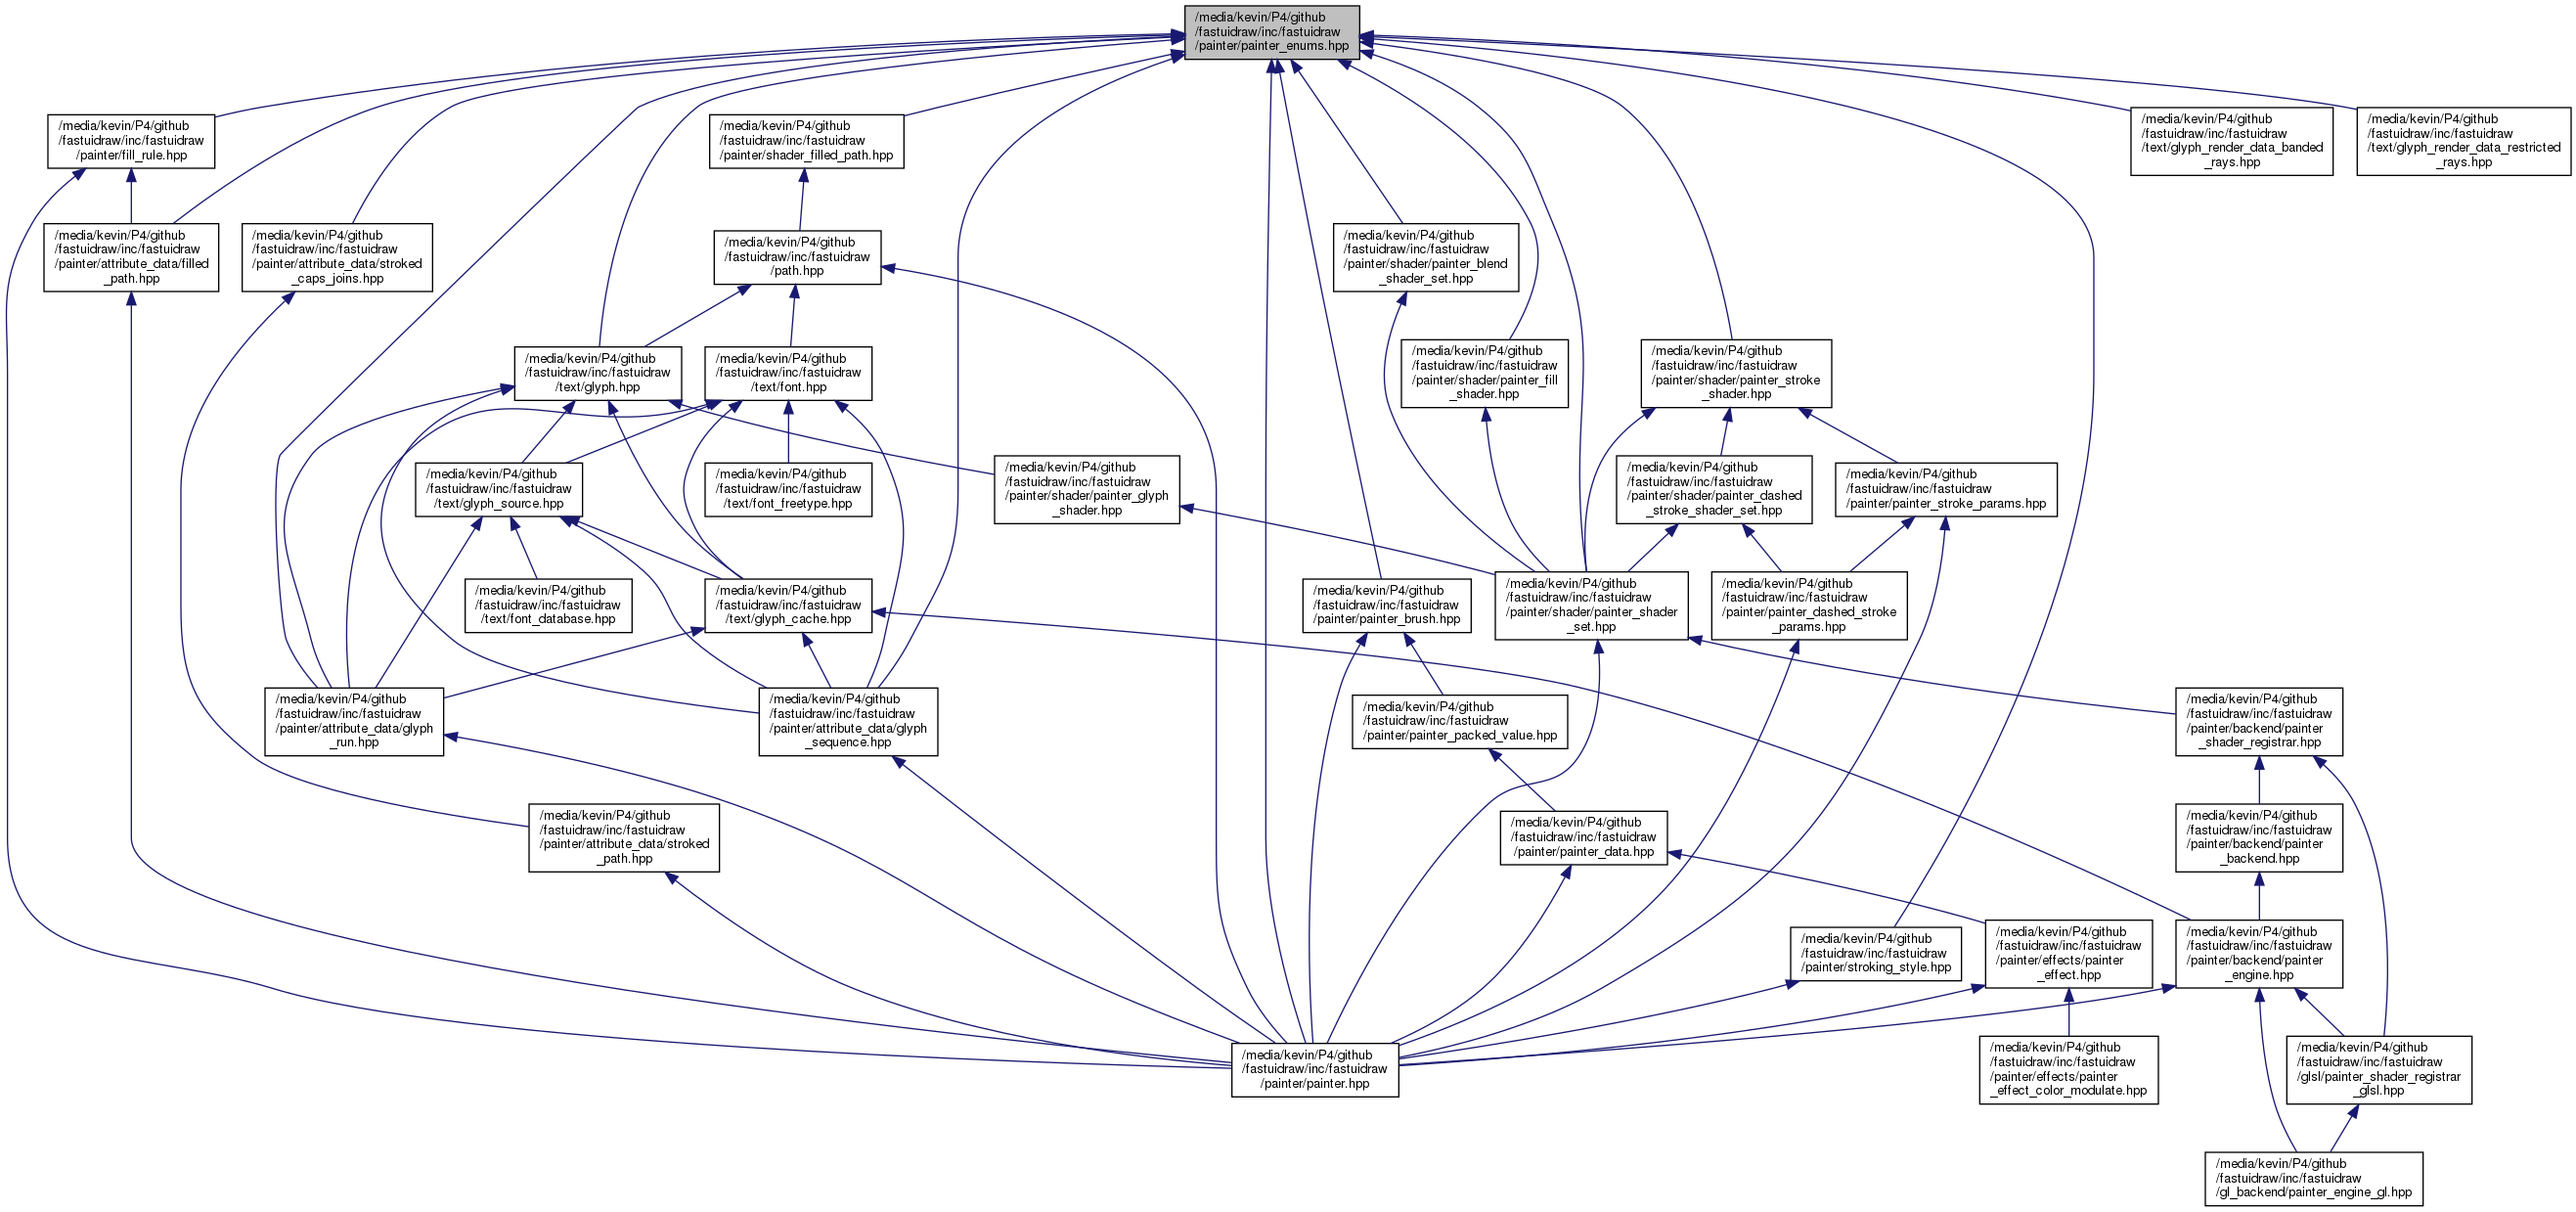 /media/kevin/P4/github
/fastuidraw/inc/fastuidraw
/painter/painter_enums.hpp
/media/kevin/P4/github
/fastuidraw/inc/fastuidraw
/painter/fill_rule.hpp
/media/kevin/P4/github
/fastuidraw/inc/fastuidraw
/painter/shader_filled_path.hpp
/media/kevin/P4/github
/fastuidraw/inc/fastuidraw
/text/glyph_render_data_banded
_rays.hpp
/media/kevin/P4/github
/fastuidraw/inc/fastuidraw
/text/glyph_render_data_restricted
_rays.hpp
/media/kevin/P4/github
/fastuidraw/inc/fastuidraw
/painter/attribute_data/filled
_path.hpp
/media/kevin/P4/github
/fastuidraw/inc/fastuidraw
/painter/attribute_data/stroked
_caps_joins.hpp
/media/kevin/P4/github
/fastuidraw/inc/fastuidraw
/path.hpp
/media/kevin/P4/github
/fastuidraw/inc/fastuidraw
/painter/shader/painter_blend
_shader_set.hpp
/media/kevin/P4/github
/fastuidraw/inc/fastuidraw
/text/glyph.hpp
/media/kevin/P4/github
/fastuidraw/inc/fastuidraw
/text/font.hpp
/media/kevin/P4/github
/fastuidraw/inc/fastuidraw
/painter/shader/painter_fill
_shader.hpp
/media/kevin/P4/github
/fastuidraw/inc/fastuidraw
/painter/shader/painter_stroke
_shader.hpp
/media/kevin/P4/github
/fastuidraw/inc/fastuidraw
/text/glyph_source.hpp
/media/kevin/P4/github
/fastuidraw/inc/fastuidraw
/text/font_freetype.hpp
/media/kevin/P4/github
/fastuidraw/inc/fastuidraw
/painter/shader/painter_glyph
_shader.hpp
/media/kevin/P4/github
/fastuidraw/inc/fastuidraw
/painter/shader/painter_dashed
_stroke_shader_set.hpp
/media/kevin/P4/github
/fastuidraw/inc/fastuidraw
/painter/painter_stroke_params.hpp
/media/kevin/P4/github
/fastuidraw/inc/fastuidraw
/text/font_database.hpp
/media/kevin/P4/github
/fastuidraw/inc/fastuidraw
/text/glyph_cache.hpp
/media/kevin/P4/github
/fastuidraw/inc/fastuidraw
/painter/painter_brush.hpp
/media/kevin/P4/github
/fastuidraw/inc/fastuidraw
/painter/shader/painter_shader
_set.hpp
/media/kevin/P4/github
/fastuidraw/inc/fastuidraw
/painter/painter_dashed_stroke
_params.hpp
/media/kevin/P4/github
/fastuidraw/inc/fastuidraw
/painter/attribute_data/glyph
_run.hpp
/media/kevin/P4/github
/fastuidraw/inc/fastuidraw
/painter/attribute_data/glyph
_sequence.hpp
/media/kevin/P4/github
/fastuidraw/inc/fastuidraw
/painter/painter_packed_value.hpp
/media/kevin/P4/github
/fastuidraw/inc/fastuidraw
/painter/backend/painter
_shader_registrar.hpp
/media/kevin/P4/github
/fastuidraw/inc/fastuidraw
/painter/attribute_data/stroked
_path.hpp
/media/kevin/P4/github
/fastuidraw/inc/fastuidraw
/painter/painter_data.hpp
/media/kevin/P4/github
/fastuidraw/inc/fastuidraw
/painter/backend/painter
_backend.hpp
/media/kevin/P4/github
/fastuidraw/inc/fastuidraw
/painter/stroking_style.hpp
/media/kevin/P4/github
/fastuidraw/inc/fastuidraw
/painter/effects/painter
_effect.hpp
/media/kevin/P4/github
/fastuidraw/inc/fastuidraw
/painter/backend/painter
_engine.hpp
/media/kevin/P4/github
/fastuidraw/inc/fastuidraw
/painter/painter.hpp
/media/kevin/P4/github
/fastuidraw/inc/fastuidraw
/painter/effects/painter
_effect_color_modulate.hpp
/media/kevin/P4/github
/fastuidraw/inc/fastuidraw
/glsl/painter_shader_registrar
_glsl.hpp
/media/kevin/P4/github
/fastuidraw/inc/fastuidraw
/gl_backend/painter_engine_gl.hpp